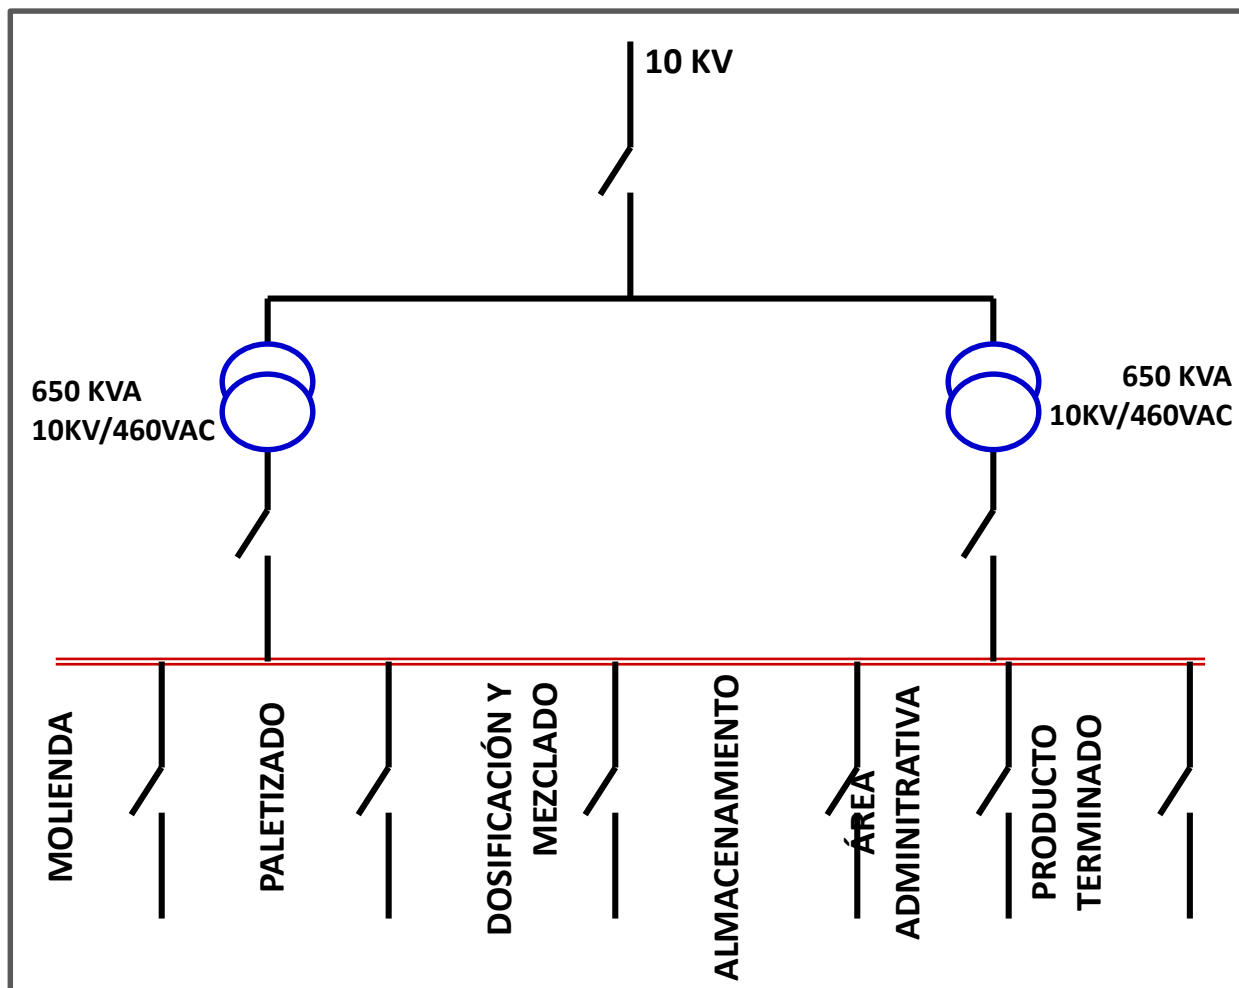 10 KV
650 KVA
10KV/460VAC
650 KVA
10KV/460VAC
MOLIENDA
PALETIZADO
DOSIFICACIÓN Y
MEZCLADO
ALMACENAMIENTO
ÁREA
ADMINITRATIVA
PRODUCTO
TERMINADO